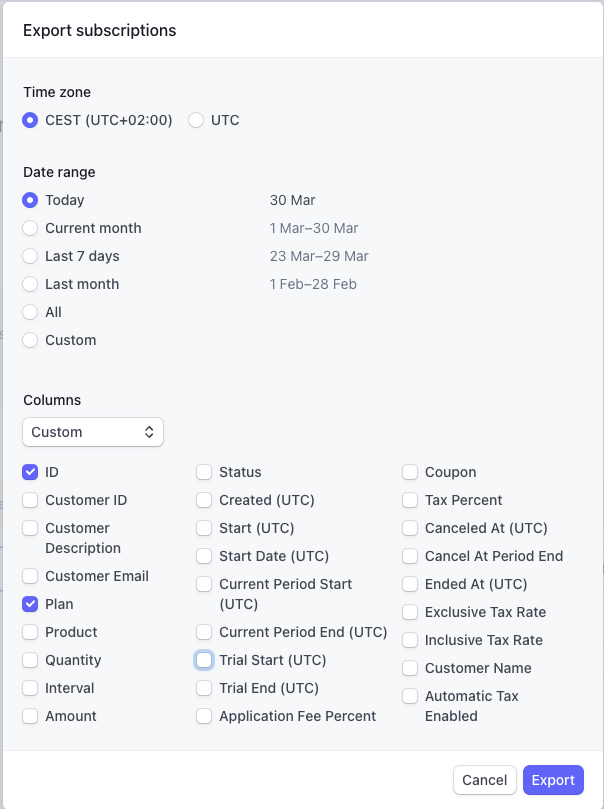 Export subscriptions
Time zone
CEST (UTC+02:00) UTC
Date range
Today 30 Mar
Current month 1 Mar–30 Mar
Last 7 days 23 Mar–29 Mar
Last month 1 Feb–28 Feb
All
Custom
Columns
Custom
ID
Customer ID
Customer
Description
Customer Email
Plan
Product
Quantity
Interval
Amount
Status
Created (UTC)
Start (UTC)
Start Date (UTC)
Current Period Start
(UTC)
Current Period End (UTC)
Trial Start (UTC)
Trial End (UTC)
Application Fee Percent
Coupon
Tax Percent
Canceled At (UTC)
Cancel At Period End
Ended At (UTC)
Exclusive Tax Rate
Inclusive Tax Rate
Customer Name
Automatic Tax
Enabled
Cancel Export